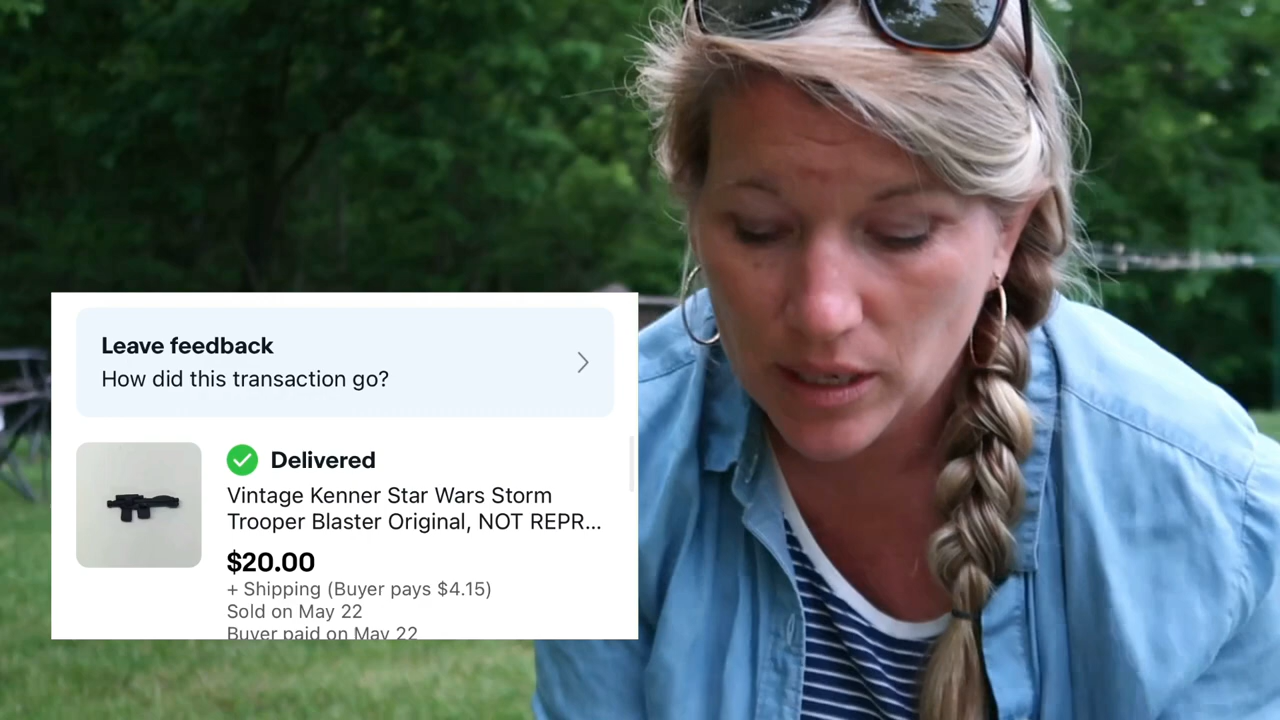 Leave feedback
How did this transaction go?
Delivered
Vintage Kenner Star Wars Storm
Trooper Blaster Original, NOT REPR...
$20.00
+ Shipping (Buyer pays $4.15)
Sold on May 22
Buyer paid on May 22